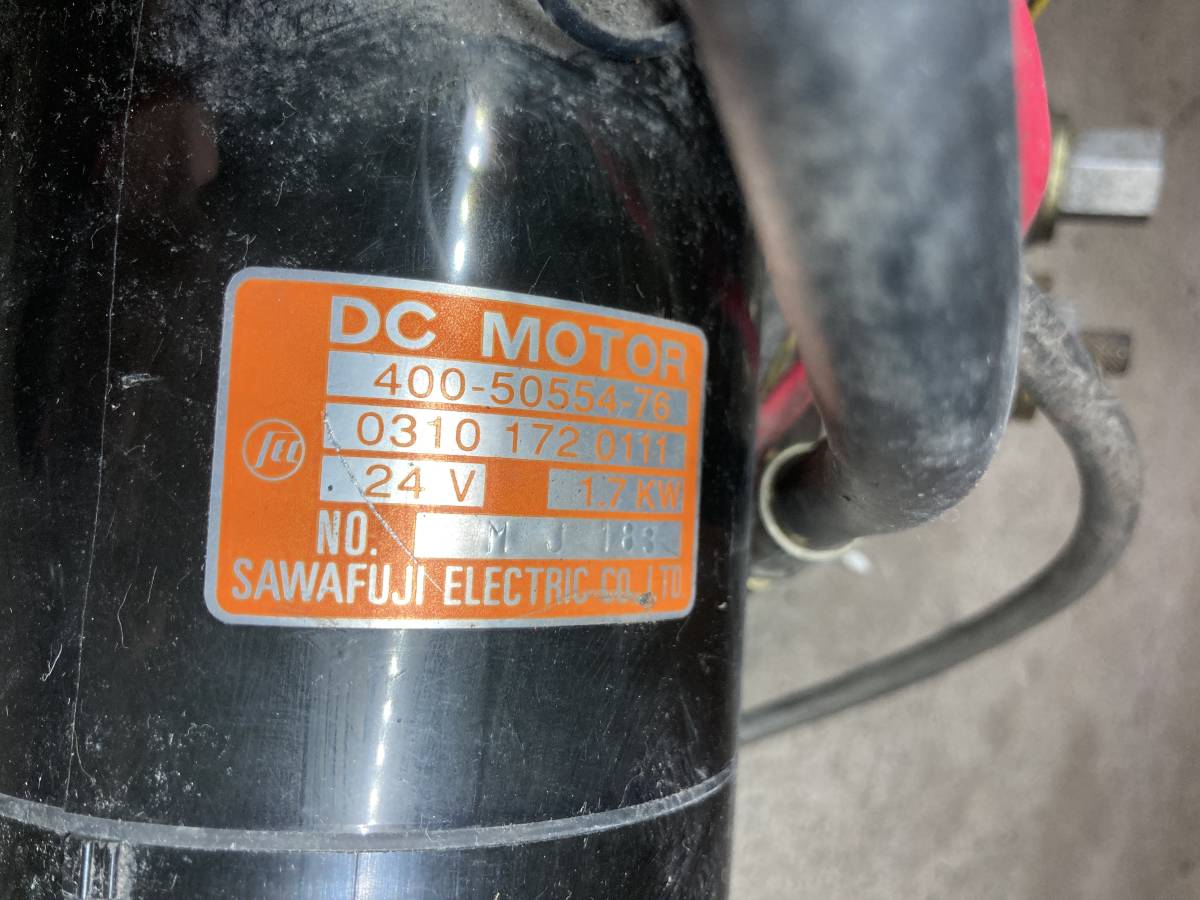 DC MOTOR
400-50554-76
0310 172 0111
24 V 1.7 KW
NO. M J 183
SAWAFUJI ELECTRIC CO., LTD